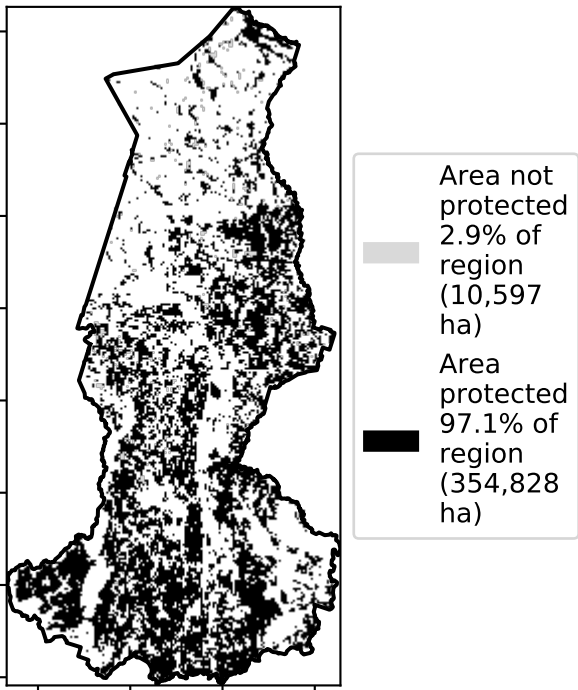 Area not
protected
2.9% of
region
(10,597
ha)
Area
protected
97.1% of
region
(354,828
ha)